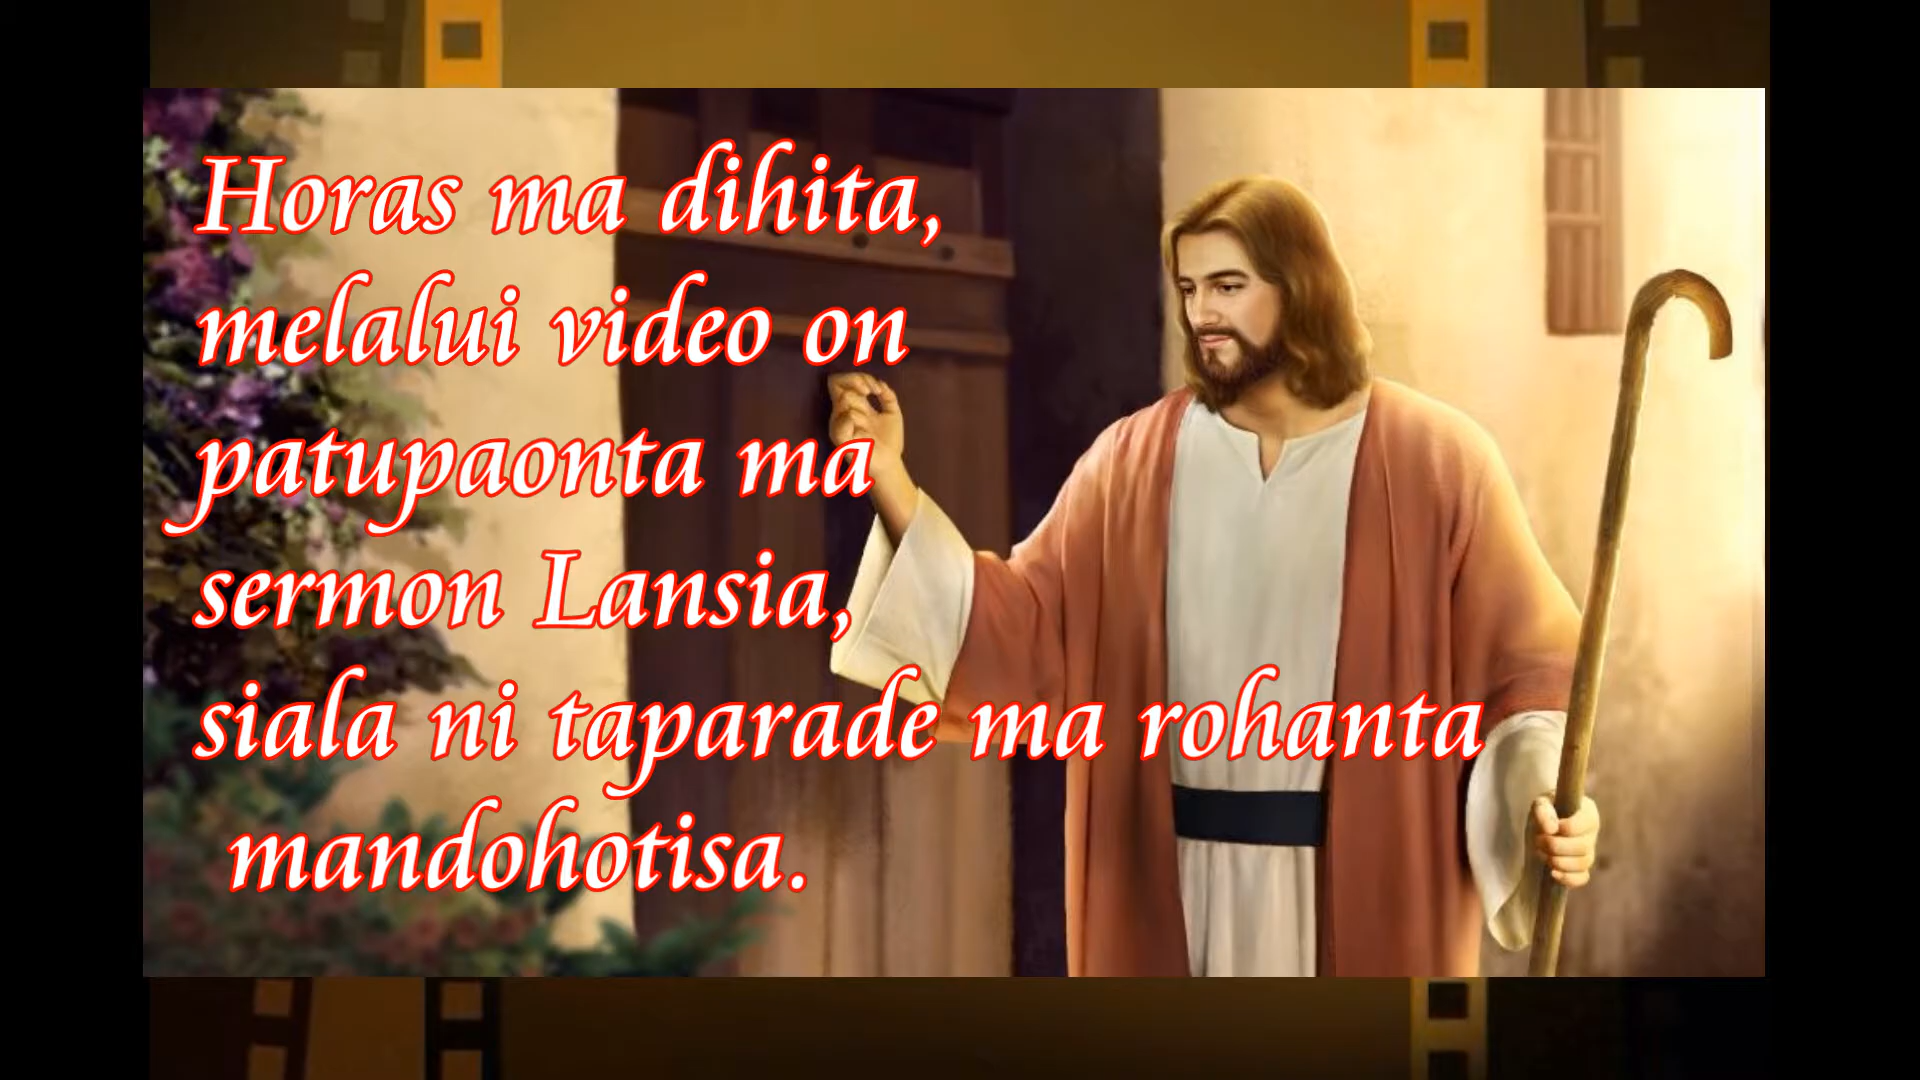 Horas ma dihita,
melalui video on
patupaonta ma
sermon Lansia,
siala ni taparade ma rohanta
mandohotisa.